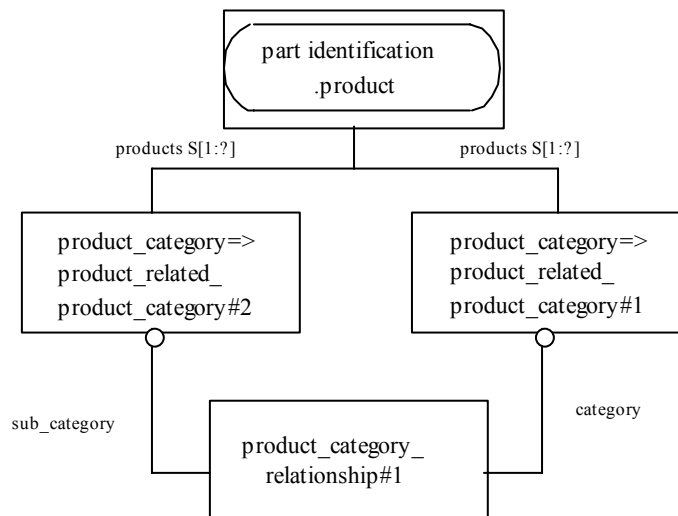 part identification
.product
products S[1:?]
products S[1:?]
product_category=>
product_related_
product_category#2
product_category=>
product_related_
product_category#1
sub_category
category
product_category_
relationship#1